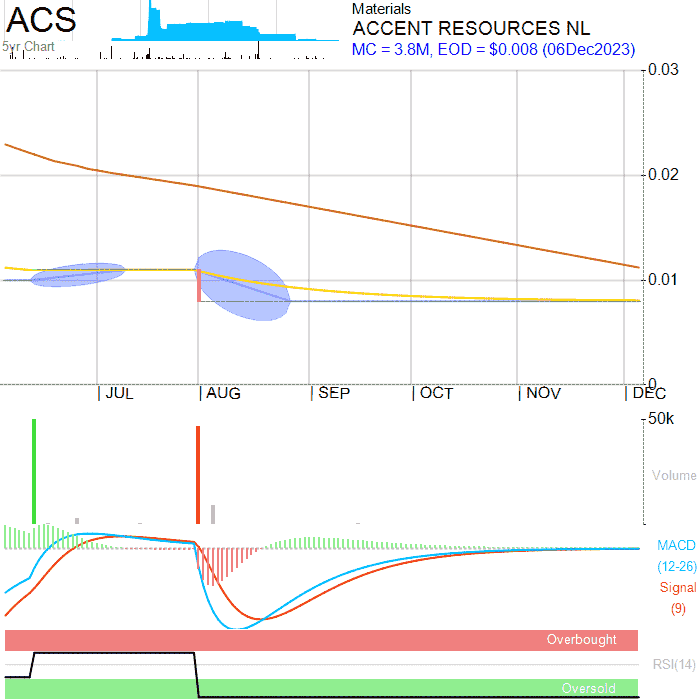 ACS
5yr Chart
Materials
ACCENT RESOURCES NL
MC = 3.8M, EOD = $0.008 (06Dec2023)
0.03
0.02
0.01
0
JUL
AUG
SEP
OCT
NOV
DEC
50k
Volume
MACD
(12-26)
Signal
(9)
Overbought
RSI(14)
Oversold